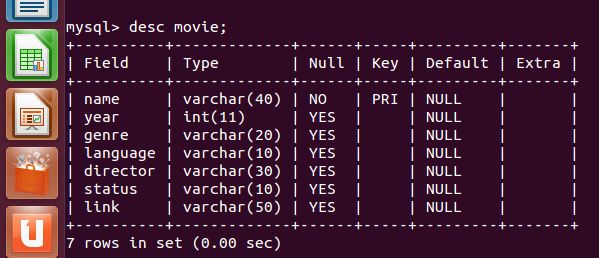 mysql> desc movie;
+----------+-------------+------+-----+---------+-------+
| Field    | Type        | Null | Key | Default | Extra |
+----------+-------------+------+-----+---------+-------+
| name     | varchar(40) | NO   | PRI | NULL    |       |
| year     | int(11)     | YES  |     | NULL    |       |
| genre    | varchar(20) | YES  |     | NULL    |       |
| language | varchar(10) | YES  |     | NULL    |       |
| director | varchar(30) | YES  |     | NULL    |       |
| status   | varchar(10) | YES  |     | NULL    |       |
| link     | varchar(50) | YES  |     | NULL    |       |
+----------+-------------+------+-----+---------+-------+
7 rows in set (0.00 sec)